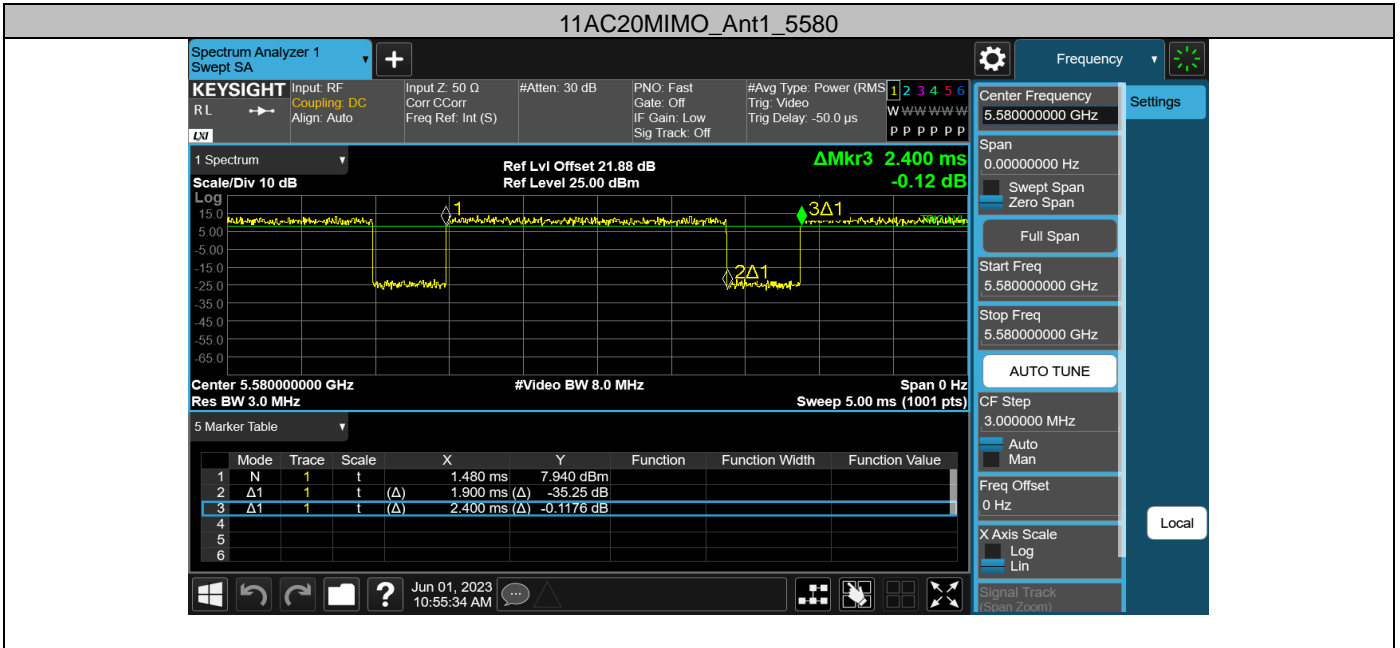 11AC20MIMO_Ant1_5580
Spectrum Analyzer 1
Swept SA
Frequency
KEYSIGHT
RL
LXI
Input: RF
Coupling: DC
Align: Auto
Input Z: 50 Ω
Corr CCorr
Freq Ref: Int (S)
#Atten: 30 dB
PNO: Fast
Gate: Off
IF Gain: Low
Sig Track: Off
#Avg Type: Power (RMS
Trig: Video
Trig Delay: -50.0 µs
1 2 3 4 5 6
W W W W W W
P P P P P P
Center Frequency
5.580000000 GHz
Settings
Span
0.00000000 Hz
Swept Span
Zero Span
Full Span
Start Freq
5.580000000 GHz
Stop Freq
5.580000000 GHz
AUTO TUNE
CF Step
3.000000 MHz
Auto
Man
Freq Offset
0 Hz
X Axis Scale
Log
Lin
Signal Track
(Span Zoom)
Local
1 Spectrum
Scale/Div 10 dB
Ref Lvl Offset 21.88 dB
Ref Level 25.00 dBm
ΔMkr3 2.400 ms
-0.12 dB
Log
15.0
5.00
-5.00
-15.0
-25.0
-35.0
-45.0
-55.0
-65.0
1
2Δ1
3Δ1
Center 5.580000000 GHz
#Video BW 8.0 MHz
Span 0 Hz
Res BW 3.0 MHz
Sweep 5.00 ms (1001 pts)
5 Marker Table
Mode Trace Scale X Y Function Function Width Function Value
1 N 1 t 1.480 ms 7.940 dBm
2 Δ1 1 t (Δ) 1.900 ms (Δ) -35.25 dB
3 Δ1 1 t (Δ) 2.400 ms (Δ) -0.1176 dB
4
5
6
?
Jun 01, 2023
10:55:34 AM